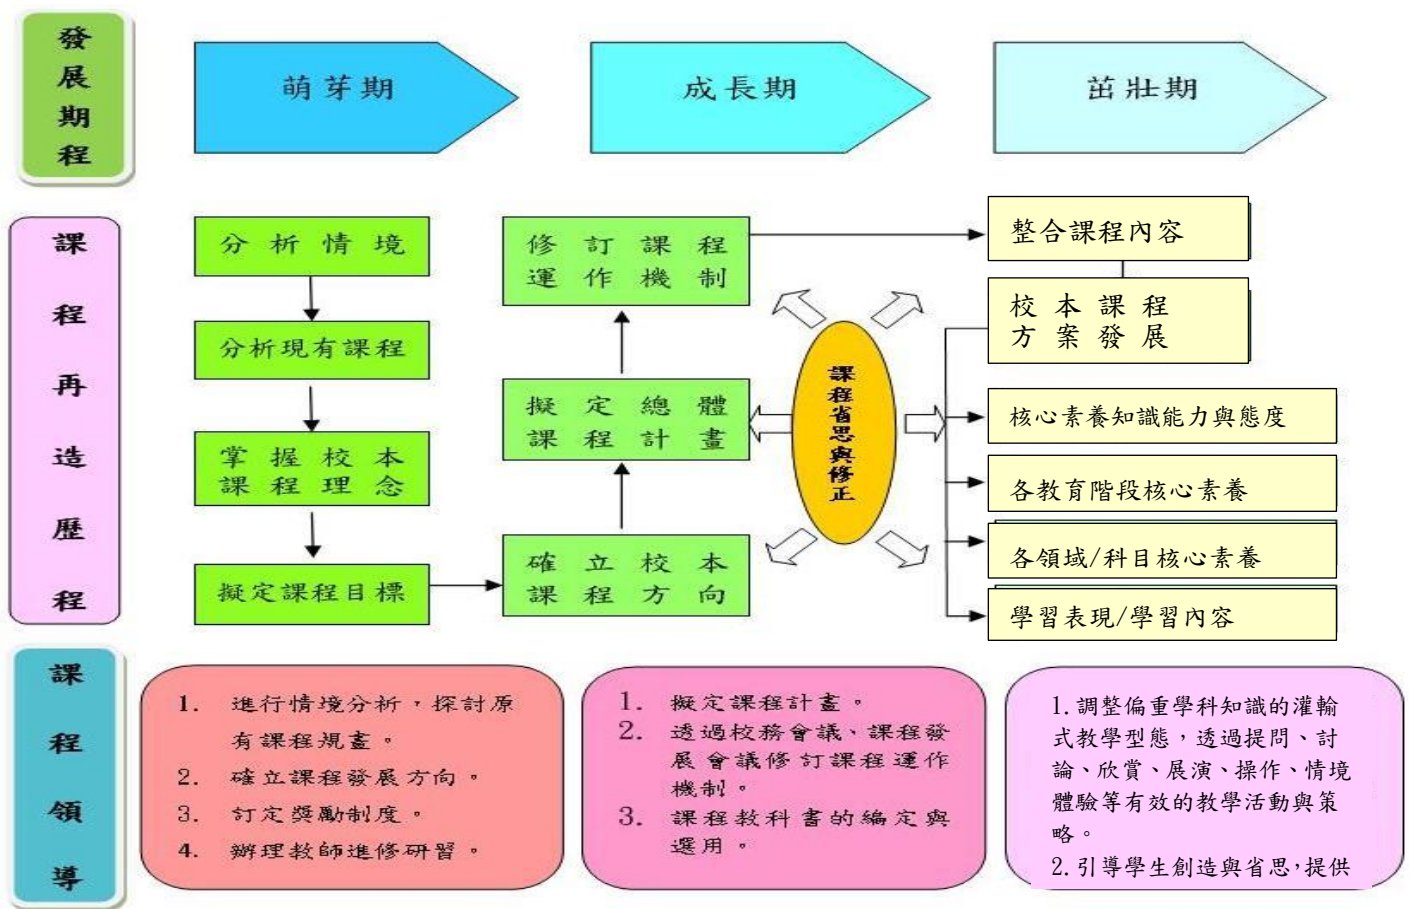 發展期程
萌芽期
成長期
茁壯期
課程再造歷程
分析情境
分析現有課程
掌握校本
課程理念
擬定課程目標
修訂課程
運作機制
擬定總體
課程計畫
確立校本
課程方向
課程省思與修正
整合課程內容
校本課程
方案發展
核心素養知識能力與態度
各教育階段核心素養
各領域/科目核心素養
學習表現/學習內容
課程領導
1. 進行情境分析，探討原
有課程規畫。
2. 確立課程發展方向。
3. 訂定獎勵制度。
4. 辦理教師進修研習。
1. 擬定課程計畫。
2. 透過校務會議、課程發
展會議修訂課程運作
機制。
3. 課程教科書的編定與
選用。
1.調整偏重學科知識的灌輸
式教學型態，透過提問、討
論、欣賞、展演、操作、情境
體驗等有效的教學活動與策
略。
2.引導學生創造與省思，提供